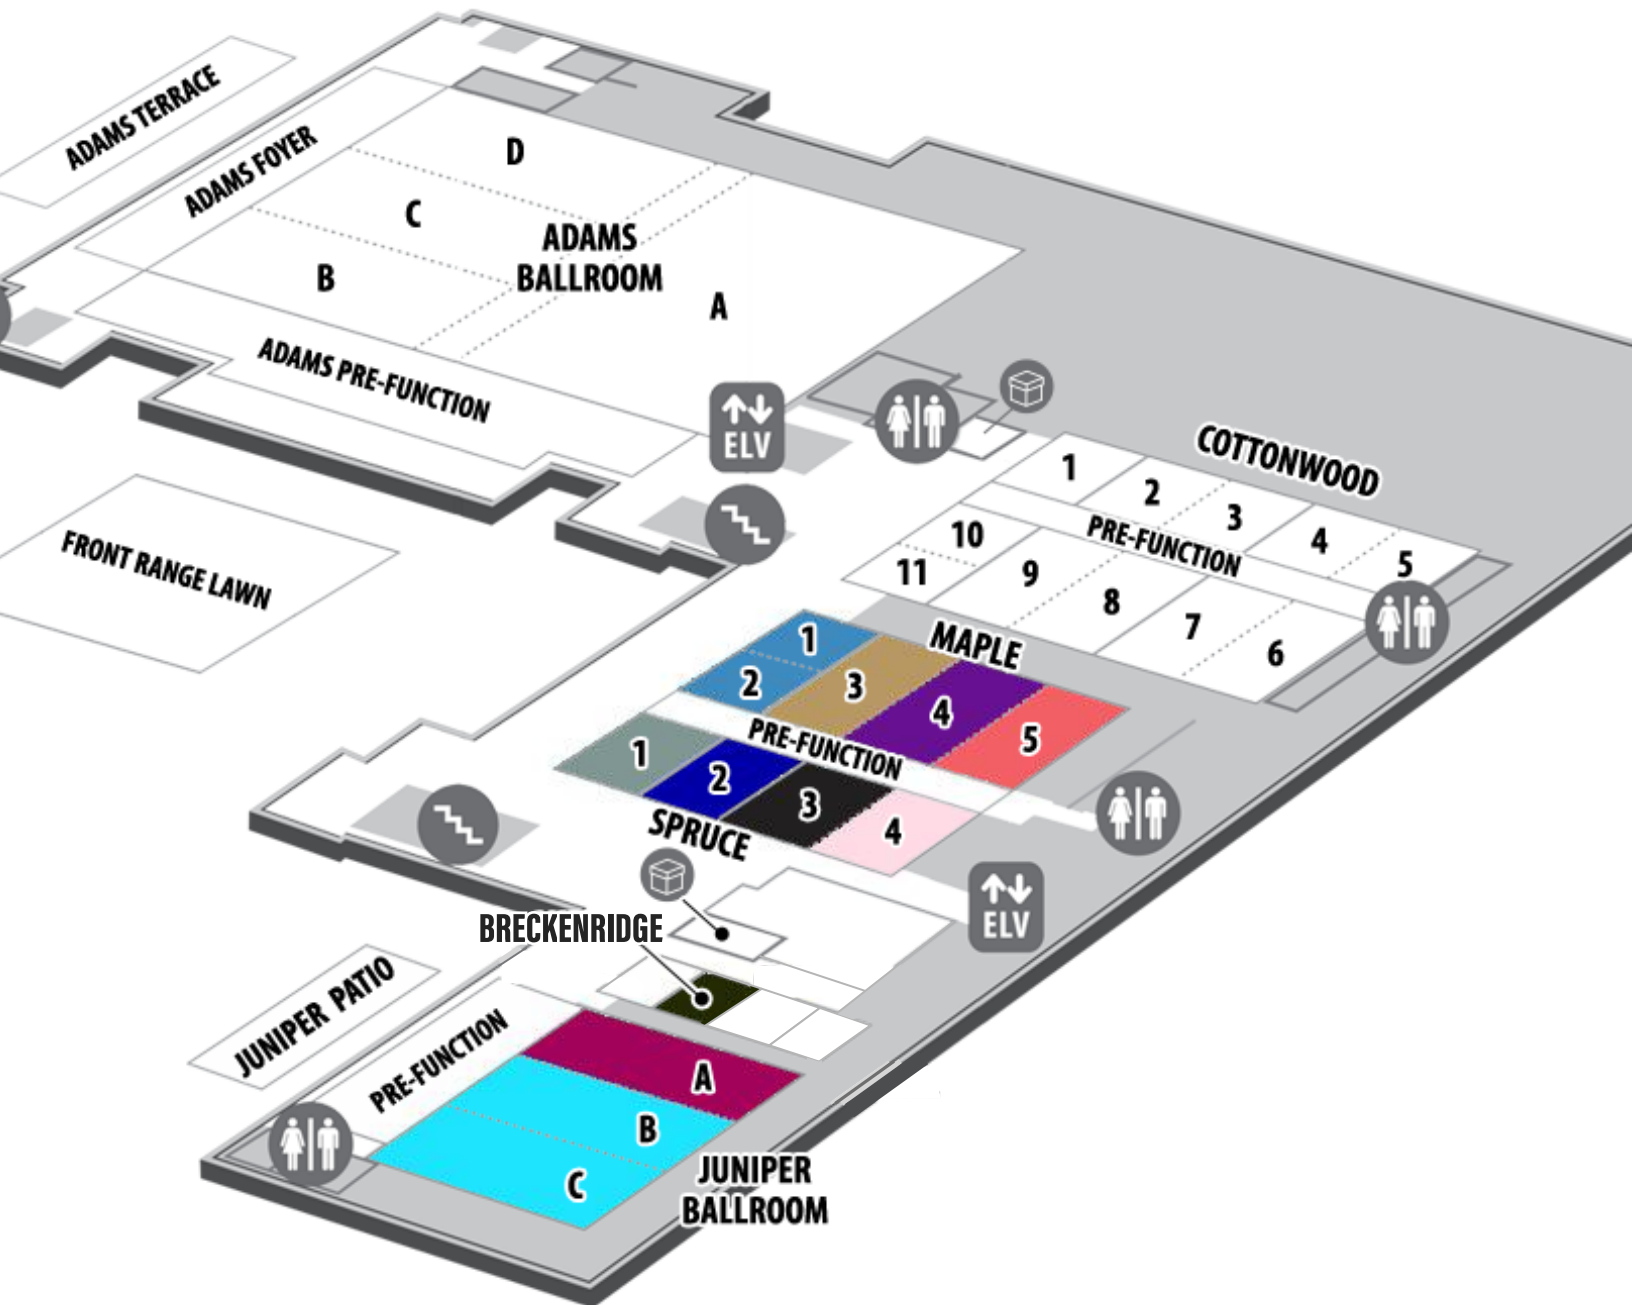 ADAMS TERRACE
ADAMS FOYER
D
C
B
A
ADAMS
BALLROOM
ADAMS PRE-FUNCTION
ELV
FRONT RANGE LAWN
COTTONWOOD
1
2
3
4
5
PRE-FUNCTION
10
11
9
8
7
6
MAPLE
1
2
3
4
5
PRE-FUNCTION
1
2
3
4
SPRUCE
ELV
BRECKENRIDGE
JUNIPER PATIO
PRE-FUNCTION
A
B
C
JUNIPER
BALLROOM